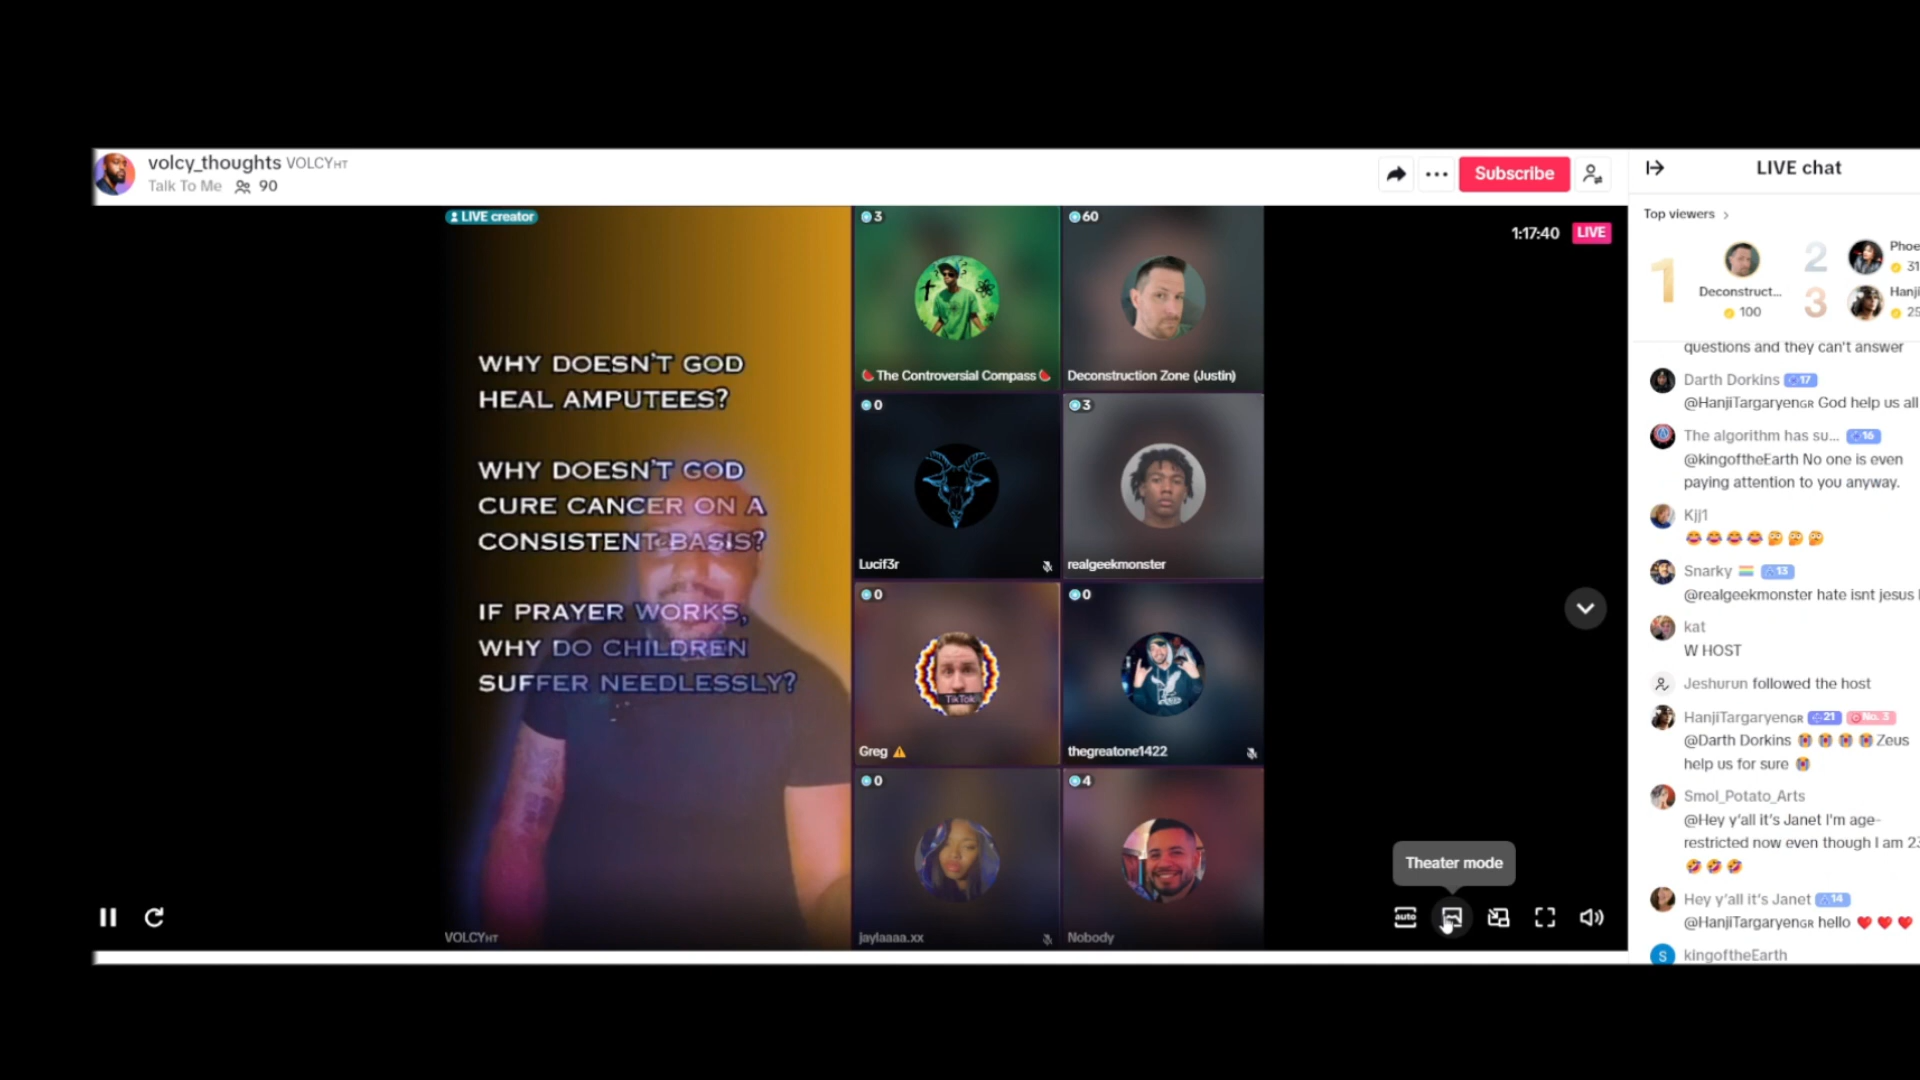 volcy_thoughts VOLCYHT
Talk To Me 90
Subscribe
LIVE creator
WHY DOESN'T GOD
HEAL AMPUTEES?
WHY DOESN'T GOD
CURE CANCER ON A
CONSISTENT BASIS?
IF PRAYER WORKS,
WHY DO CHILDREN
SUFFER NEEDLESSLY?
VOLCYHT
3
🍉The Controversial Compass🍉
60
Deconstruction Zone (Justin)
0
Lucif3r
3
realgeekmonster
0
TikTok
Greg ⚠
0
thegreatone1422
0
jaylaaaa.xx
4
Nobody
1:17:40 LIVE
Theater mode
auto
LIVE chat
Top viewers >
1
Deconstruct...
100
2
Phoe
31
3
Hanji
25
questions and they can't answer
Darth Dorkins 17
@HanjiTargaryenGR God help us all
The algorithm has su... 16
@kingoftheEarth No one is even
paying attention to you anyway.
Kjj1
😂😂😂😂🫣🫣🫣
Snarky 13
@realgeekmonster hate isnt jesus
kat
W HOST
Jeshurun followed the host
HanjiTargaryenGR 21 No. 3
@Darth Dorkins 😭😭😭😭Zeus
help us for sure 😭
Smol_Potato_Arts
@Hey y'all it's Janet I'm age-
restricted now even though I am 23
🤣🤣🤣
Hey y'all it's Janet 14
@HanjiTargaryenGR hello ❤❤❤
S kingoftheEarth